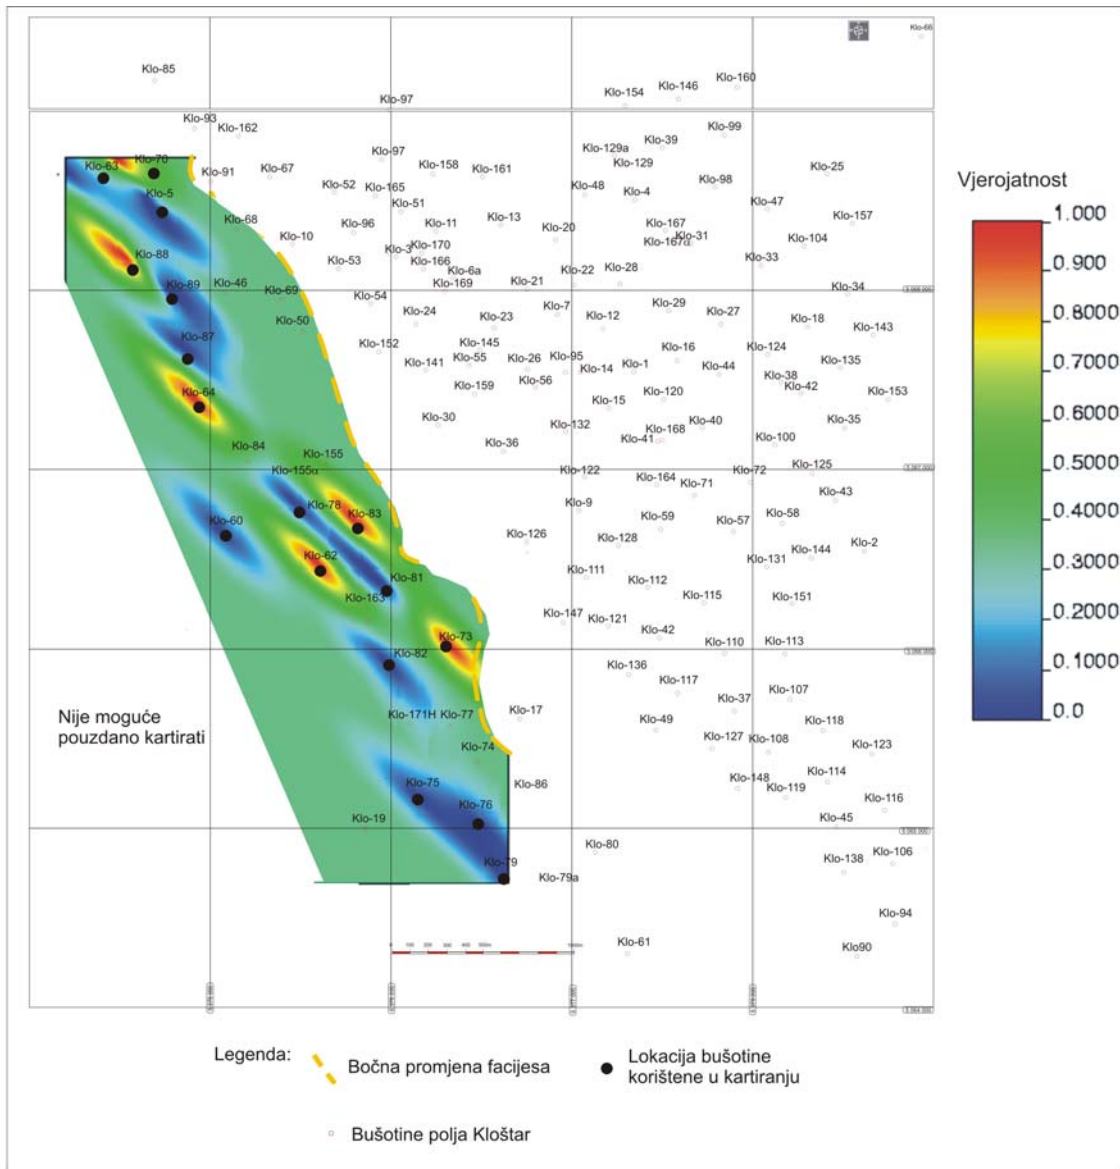 Klo-66
Klo-85
Klo-160
Klo-146
Klo-154
Klo-97
Klo-93
Klo-162
Klo-99
Klo-39
Klo-129a
Klo-129
Klo-97
Klo-158
Klo-161
Klo-25
Klo-63
Klo-70
Klo-91
Klo-67
Klo-52
Klo-165
Klo-48
Klo-4
Klo-98
Vjerojatnost
Klo-5
Klo-51
Klo-47
Klo-157
Klo-68
Klo-96
Klo-11
Klo-13
Klo-20
Klo-167
Klo-31
Klo-167α
Klo-104
Klo-10
Klo-3
Klo-170
Klo-88
Klo-53
Klo-166
Klo-6a
Klo-22
Klo-28
Klo-33
Klo-89
Klo-46
Klo-69
Klo-54
Klo-169
Klo-21
Klo-34
Klo-24
Klo-7
Klo-29
Klo-50
Klo-23
Klo-12
Klo-27
Klo-18
Klo-143
Klo-87
Klo-152
Klo-145
Klo-141
Klo-55
Klo-26
Klo-95
Klo-14
Klo-1
Klo-16
Klo-44
Klo-124
Klo-135
Klo-64
Klo-159
Klo-56
Klo-120
Klo-38
Klo-42
Klo-153
Klo-15
Klo-30
Klo-132
Klo-168
Klo-40
Klo-35
Klo-84
Klo-155
Klo-36
Klo-41
Klo-100
Klo-155α
Klo-122
Klo-164
Klo-72
Klo-125
Klo-71
Klo-43
Klo-60
Klo-78
Klo-83
Klo-9
Klo-59
Klo-57
Klo-58
Klo-126
Klo-128
Klo-2
Klo-62
Klo-131
Klo-144
Klo-81
Klo-111
Klo-163
Klo-112
Klo-115
Klo-151
Klo-147
Klo-121
Klo-73
Klo-42
Klo-82
Klo-110
Klo-113
Klo-136
Klo-117
Klo-107
Klo-37
Klo-171H
Klo-77
Klo-17
Klo-49
Klo-118
Klo-74
Klo-127
Klo-108
Klo-123
Klo-75
Klo-86
Klo-148
Klo-114
Klo-119
Klo-76
Klo-116
Klo-19
Klo-45
Klo-80
Klo-106
Klo-138
Klo-79
Klo-79a
Klo-94
Klo-61
Klo90
Nije moguće
pouzdano kartirati
1.000
0.900
0.8000
0.7000
0.6000
0.5000
0.4000
0.3000
0.2000
0.1000
0.0
Legenda:
Bočna promjena facijesa
Lokacija bušotine
korištene u kartiranju
Bušotine polja Kloštar